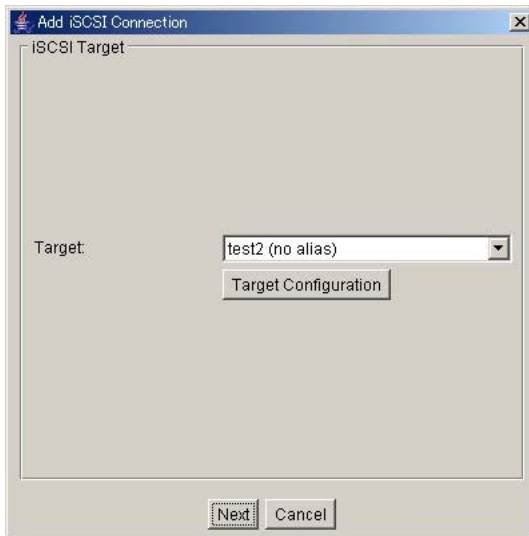 Add iSCSI Connection
iSCSI Target
Target:
test2 (no alias)
Target Configuration
Next
Cancel